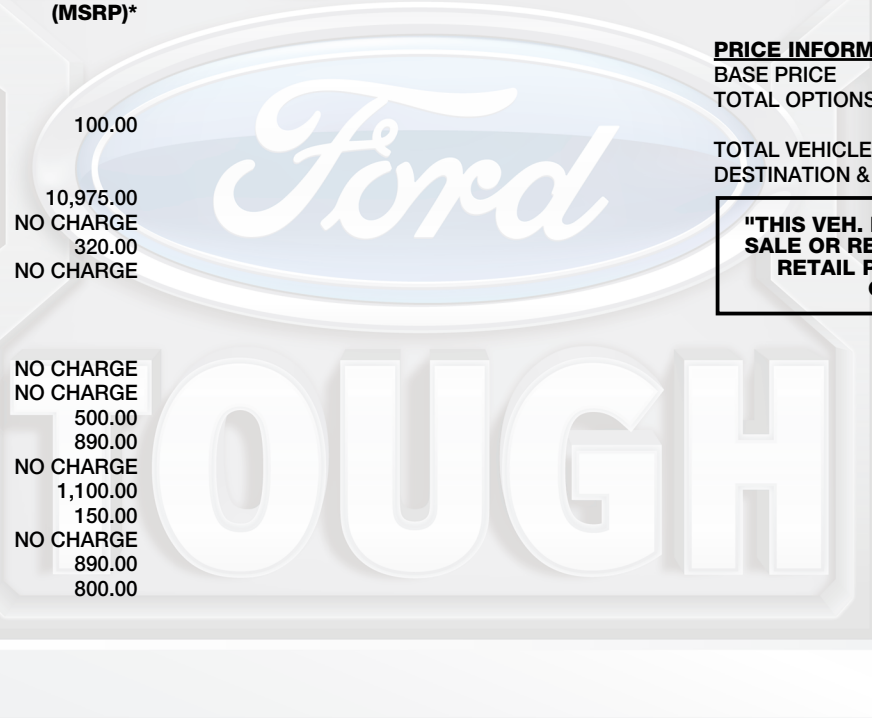 (MSRP)*
100.00
10,975.00
NO CHARGE
320.00
NO CHARGE
NO CHARGE
NO CHARGE
500.00
890.00
NO CHARGE
1,100.00
150.00
NO CHARGE
890.00
800.00
PRICE INFORM
BASE PRICE
TOTAL OPTIONS
TOTAL VEHICLE
DESTINATION &
"THIS VEH.
SALE OR RE
RETAIL P
Ford
TOUGH